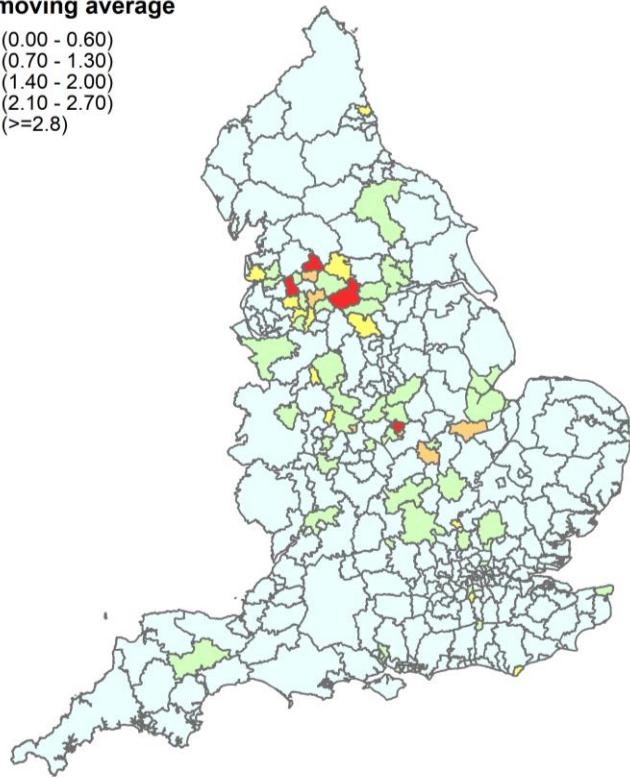 moving average
(0.00 - 0.60)
(0.70 - 1.30)
(1.40 - 2.00)
(2.10 - 2.70)
(>=2.8)